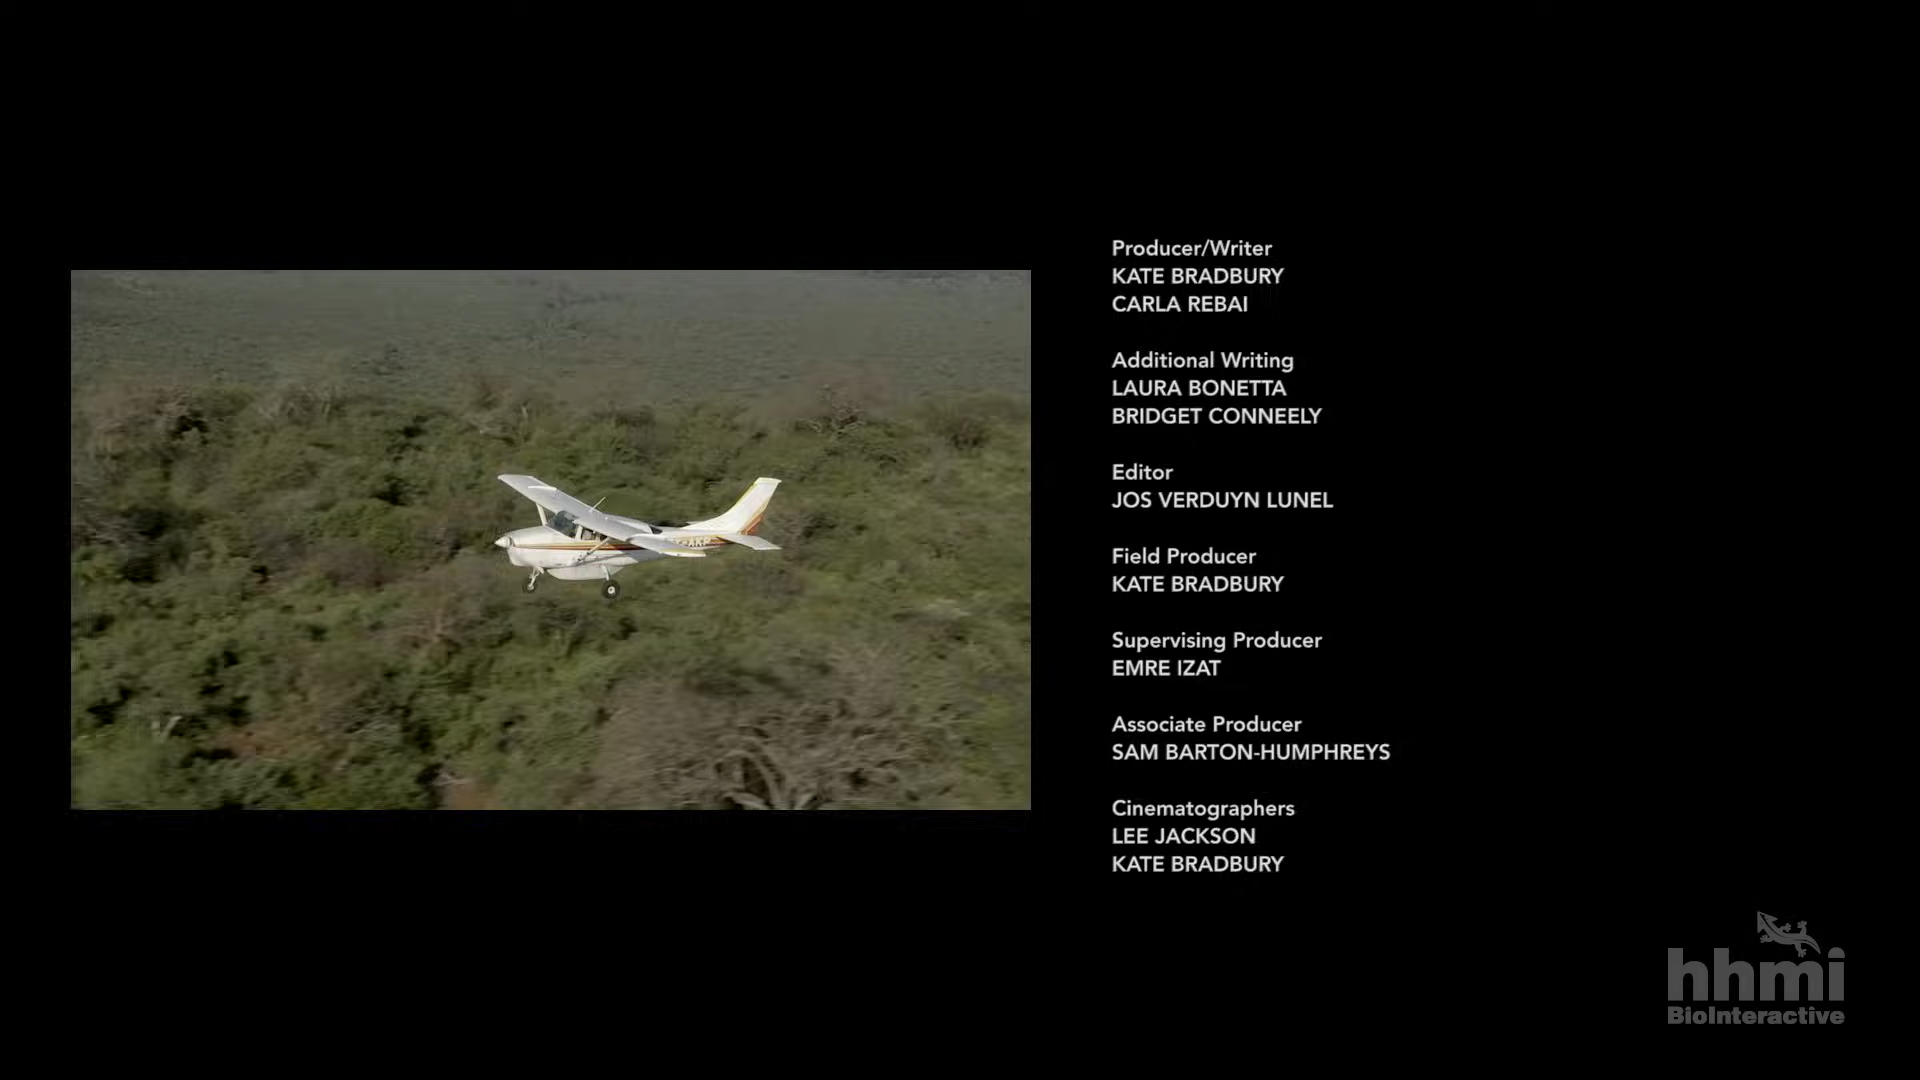 Producer/Writer
KATE BRADBURY
CARLA REBAI
Additional Writing
LAURA BONETTA
BRIDGET CONNEELY
Editor
JOS VERDUYN LUNEL
Field Producer
KATE BRADBURY
Supervising Producer
EMRE IZAT
Associate Producer
SAM BARTON-HUMPHREYS
Cinematographers
LEE JACKSON
KATE BRADBURY
hhmi
BioInteractive